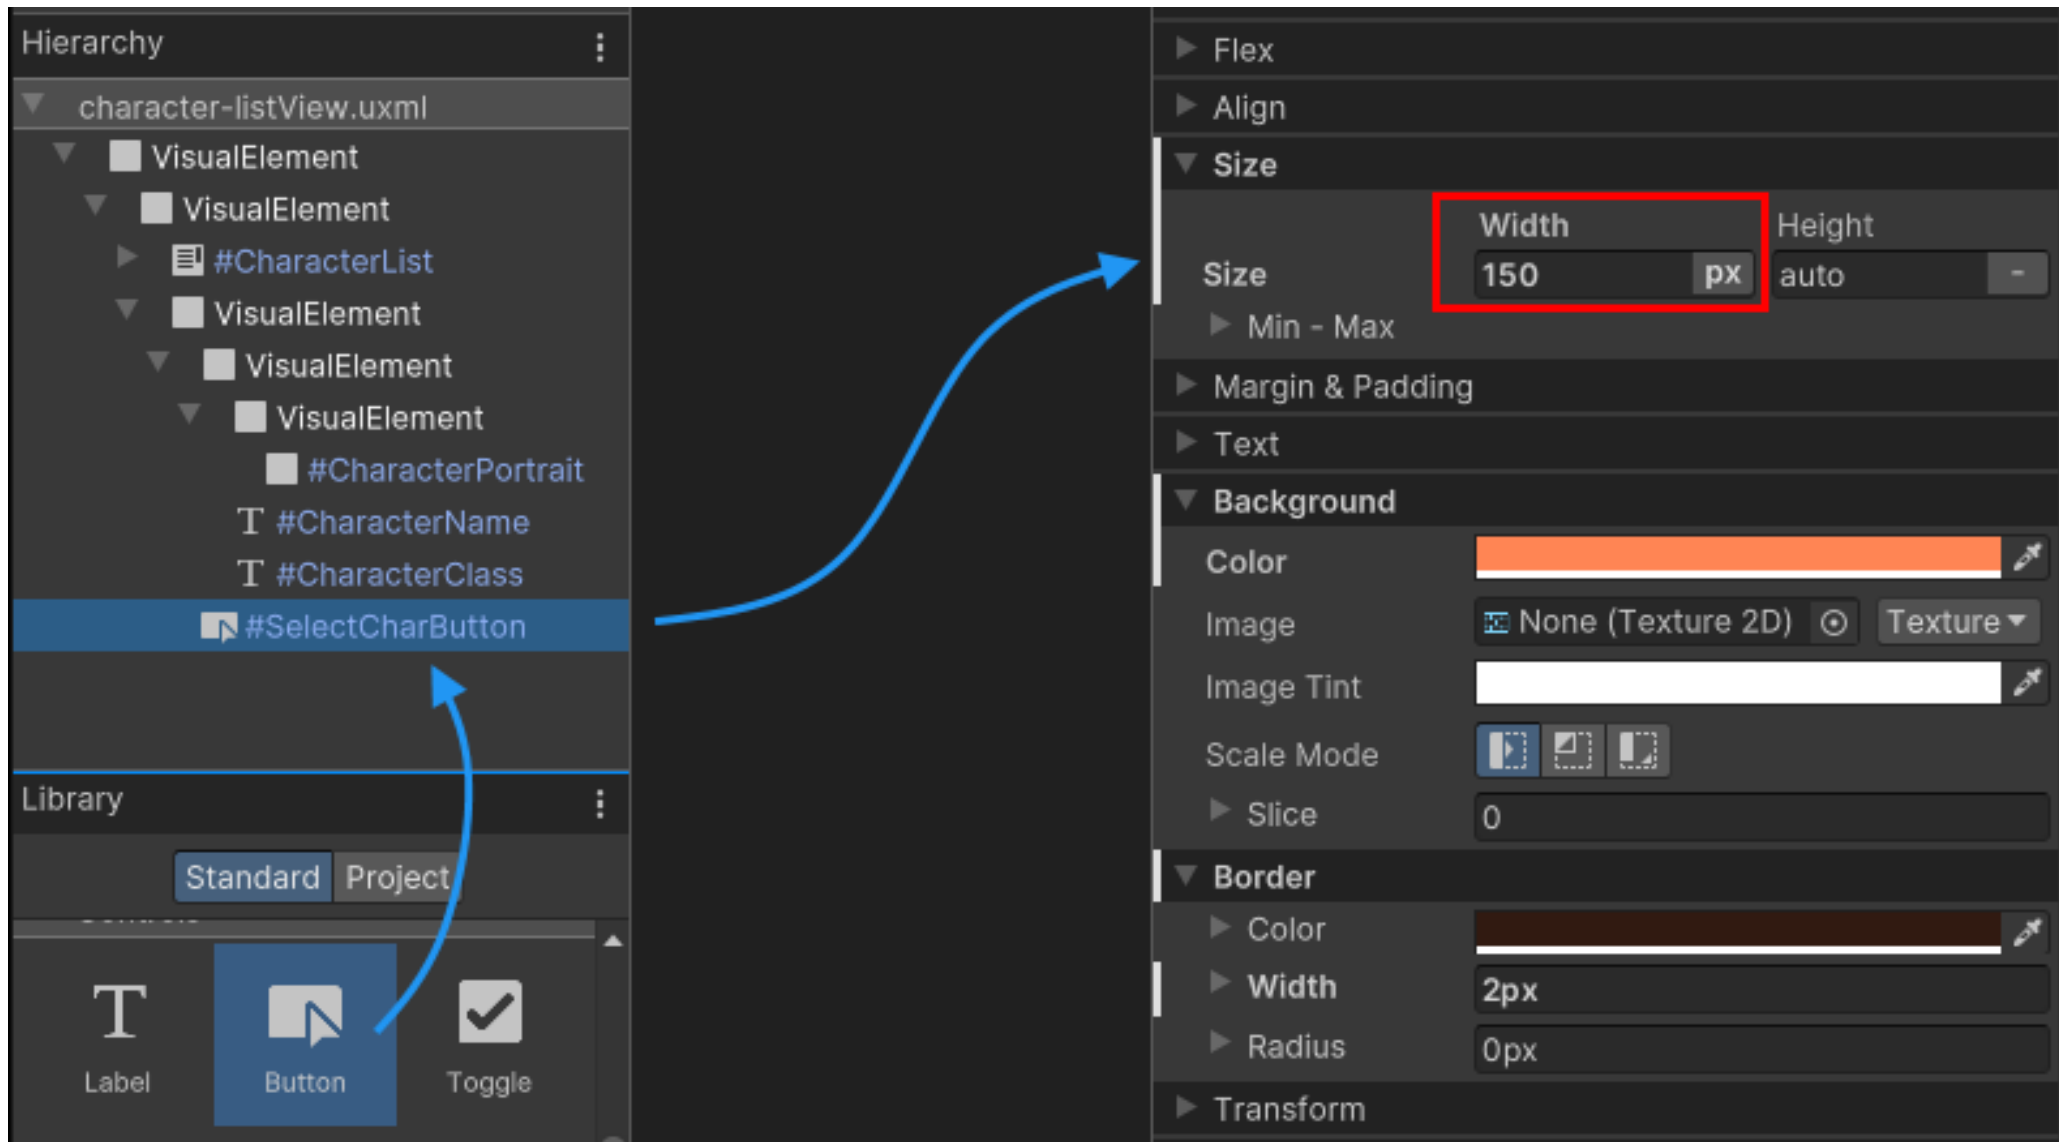 Hierarchy
character-listView.uxml
VisualElement
VisualElement
#CharacterList
VisualElement
VisualElement
VisualElement
#CharacterPortrait
T #CharacterName
T #CharacterClass
#SelectCharButton
Library
Standard Project
T
Label Button Toggle
Flex
Align
Size
Width Height
Size 150 px auto -
Min - Max
Margin & Padding
Text
Background
Color
Image None (Texture 2D) Texture
Image Tint
Scale Mode
Slice 0
Border
Color
Width 2px
Radius 0px
Transform